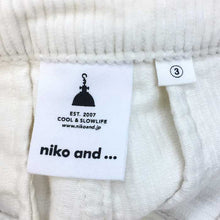 EST. 2007
COOL & SLOWLIFE
www.nikoand.jp
niko and ...
3